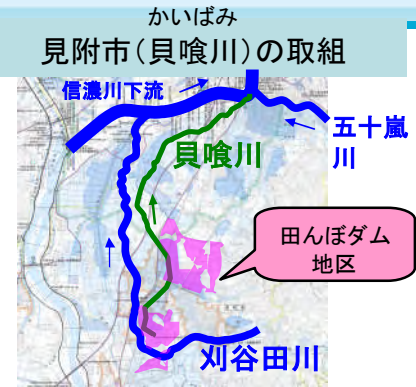 かいばみ
見附市(貝喰川)の取組
信濃川下流
五十嵐
川
貝喰川
田んぼダム
地区
刈谷田川